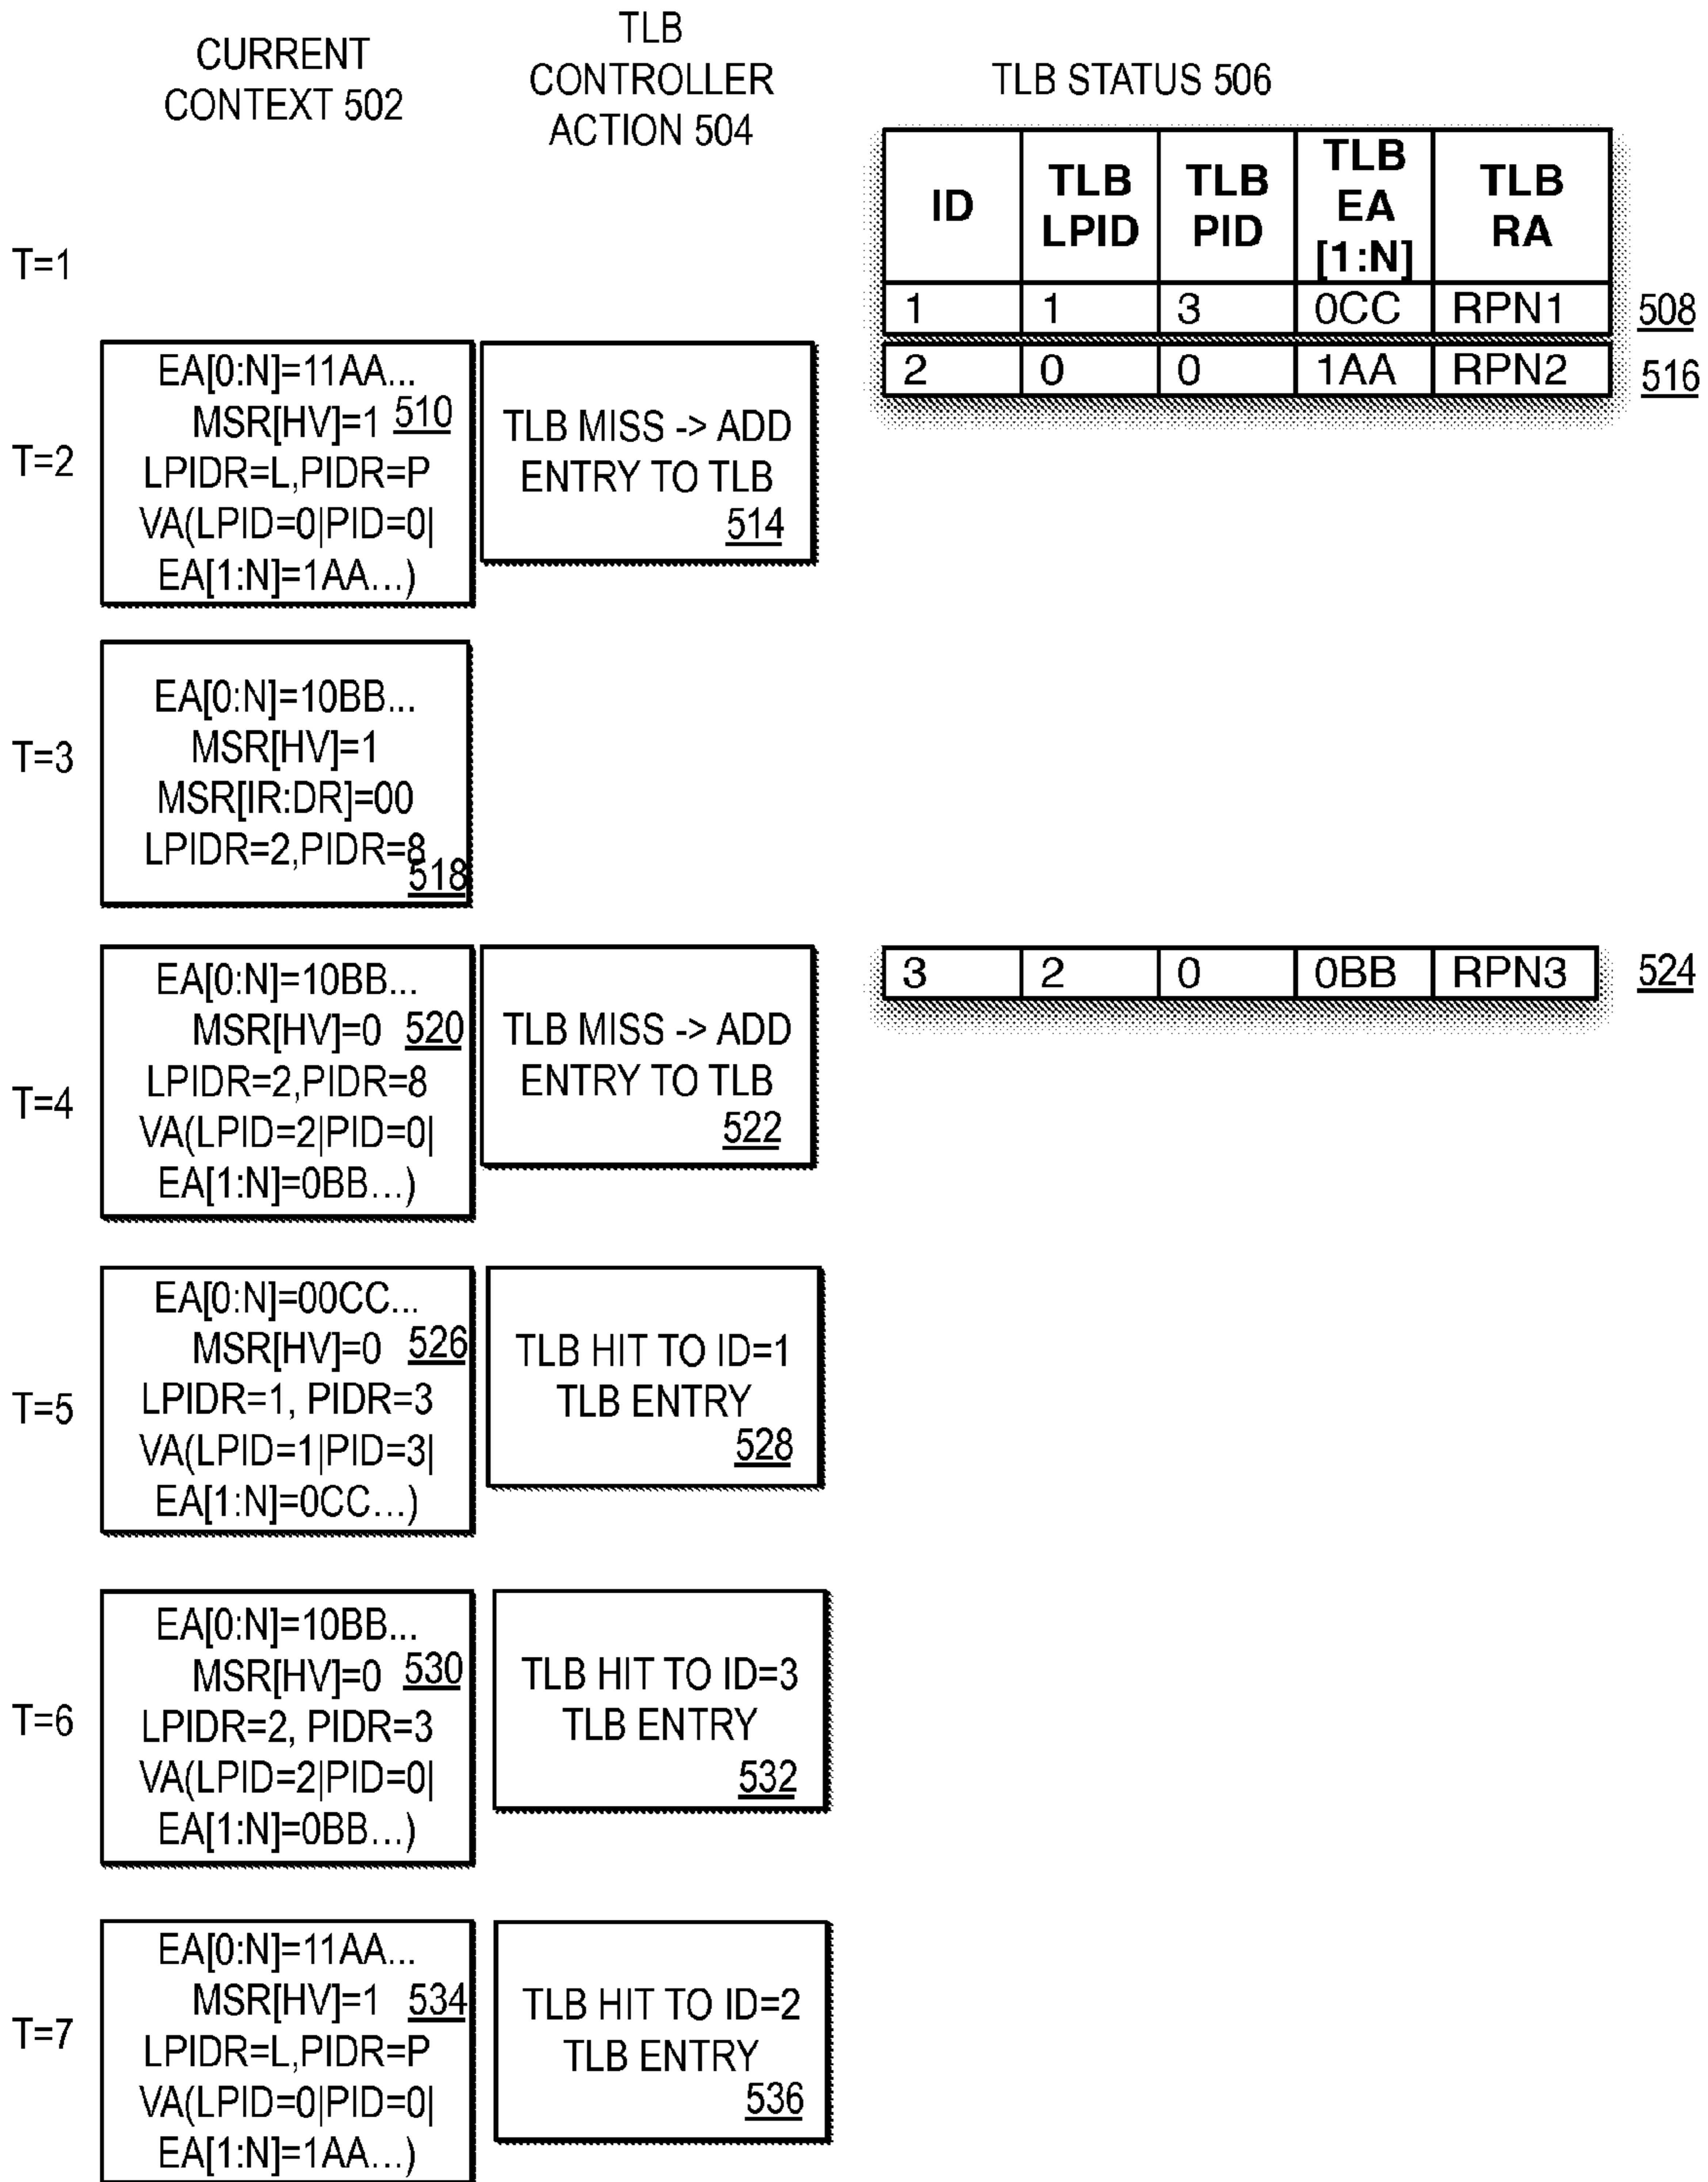 CURRENT
CONTEXT 502
TLB
CONTROLLER
ACTION 504
TLB STATUS 506
ID
TLB
LPID
TLB
PID
TLB
EA
[1:N]
TLB
RA
T=1
1 1 3 0CC RPN1 508
2 0 0 1AA RPN2 516
T=2
EA[0:N]=11AA...
MSR[HV]=1 510
LPIDR=L,PIDR=P
VA(LPID=0|PID=0|
EA[1:N]=1AA...)
TLB MISS -> ADD
ENTRY TO TLB
514
T=3
EA[0:N]=10BB...
MSR[HV]=1
MSR[IR:DR]=00
LPIDR=2,PIDR=8
518
3 2 0 0BB RPN3 524
T=4
EA[0:N]=10BB...
MSR[HV]=0 520
LPIDR=2,PIDR=8
VA(LPID=2|PID=0|
EA[1:N]=0BB...)
TLB MISS -> ADD
ENTRY TO TLB
522
T=5
EA[0:N]=00CC...
MSR[HV]=0 526
LPIDR=1, PIDR=3
VA(LPID=1|PID=3|
EA[1:N]=0CC...)
TLB HIT TO ID=1
TLB ENTRY
528
T=6
EA[0:N]=10BB...
MSR[HV]=0 530
LPIDR=2, PIDR=3
VA(LPID=2|PID=0|
EA[1:N]=0BB...)
TLB HIT TO ID=3
TLB ENTRY
532
T=7
EA[0:N]=11AA...
MSR[HV]=1 534
LPIDR=L,PIDR=P
VA(LPID=0|PID=0|
EA[1:N]=1AA...)
TLB HIT TO ID=2
TLB ENTRY
536